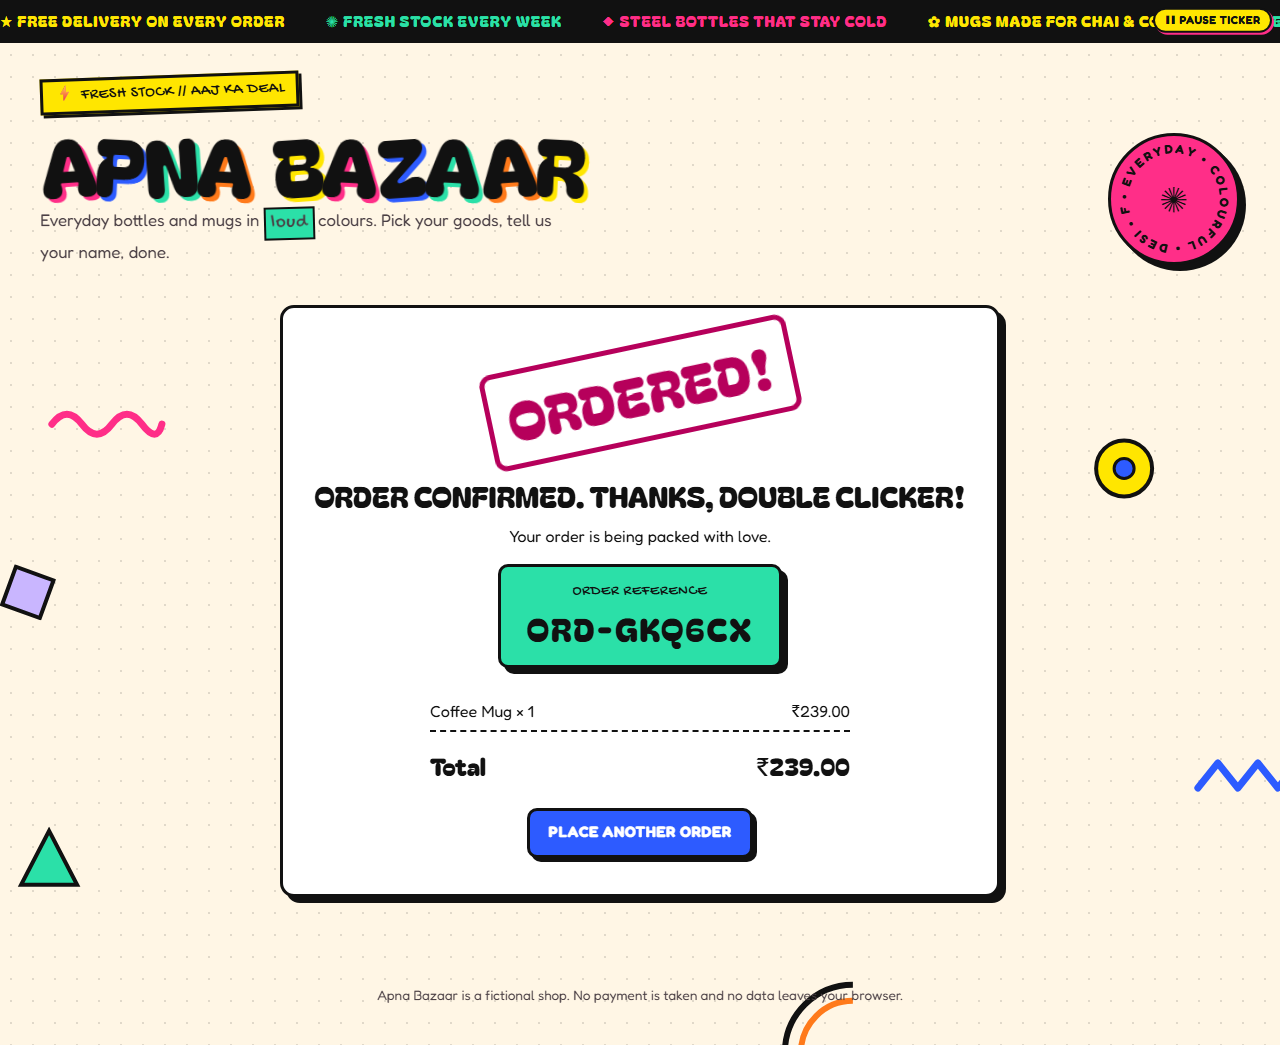 ★ FREE DELIVERY ON EVERY ORDER ✺ FRESH STOCK EVERY WEEK ❖ STEEL BOTTLES THAT STAY COLD ✿ MUGS MADE FOR CHAI & CO
PAUSE TICKER
⚡ FRESH STOCK // AAJ KA DEAL
APNA BAZAAR
Everyday bottles and mugs in loud colours. Pick your goods, tell us
your name, done.
EVERYDAY • COLOURFUL • DESI • F •
ORDERED!
ORDER CONFIRMED. THANKS, DOUBLE CLICKER!
Your order is being packed with love.
ORDER REFERENCE
ORD-GKQ6CX
Coffee Mug × 1 ₹239.00
Total ₹239.00
PLACE ANOTHER ORDER
Apna Bazaar is a fictional shop. No payment is taken and no data leaves your browser.